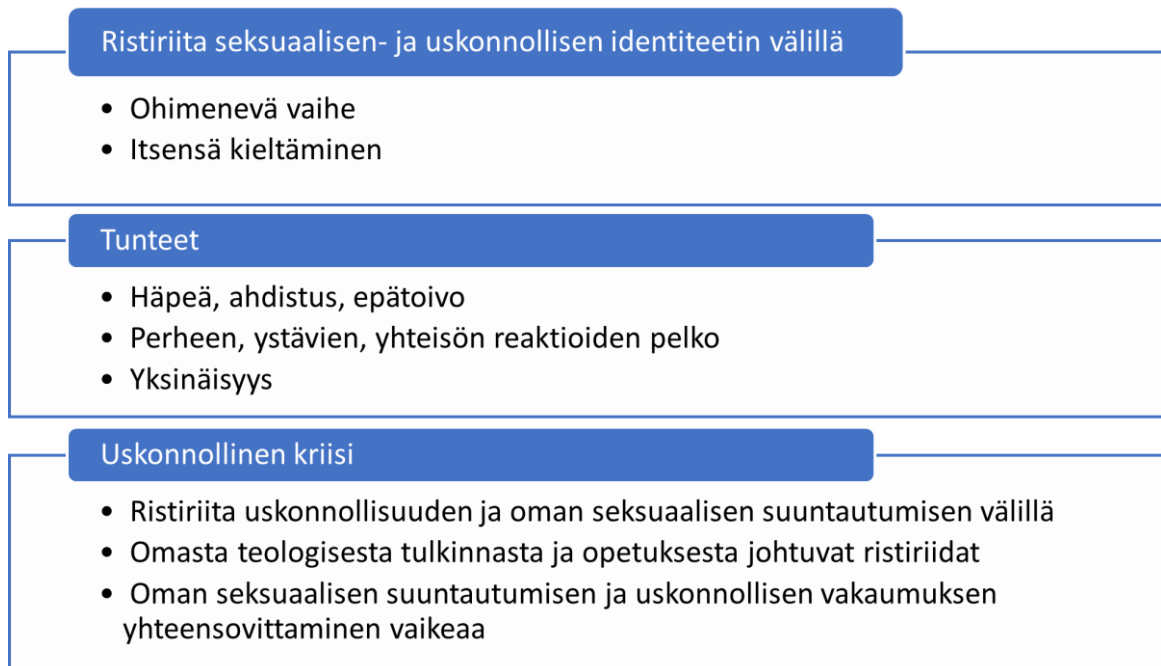 Ristiriita seksuaalisen- ja uskonnollisen identiteetin välillä
• Ohimenevä vaihe
• Itsensä kieltäminen
Tunteet
• Häpeä, ahdistus, epätoivo
• Perheen, ystävien, yhteisön reaktioiden pelko
• Yksinäisyys
Uskonnollinen kriisi
• Ristiriita uskonnollisuuden ja oman seksuaalisen suuntautumisen välillä
• Omasta teologisesta tulkinnasta ja opetuksesta johtuvat ristiriidat
• Oman seksuaalisen suuntautumisen ja uskonnollisen vakaumuksen
yhteensovittaminen vaikeaa